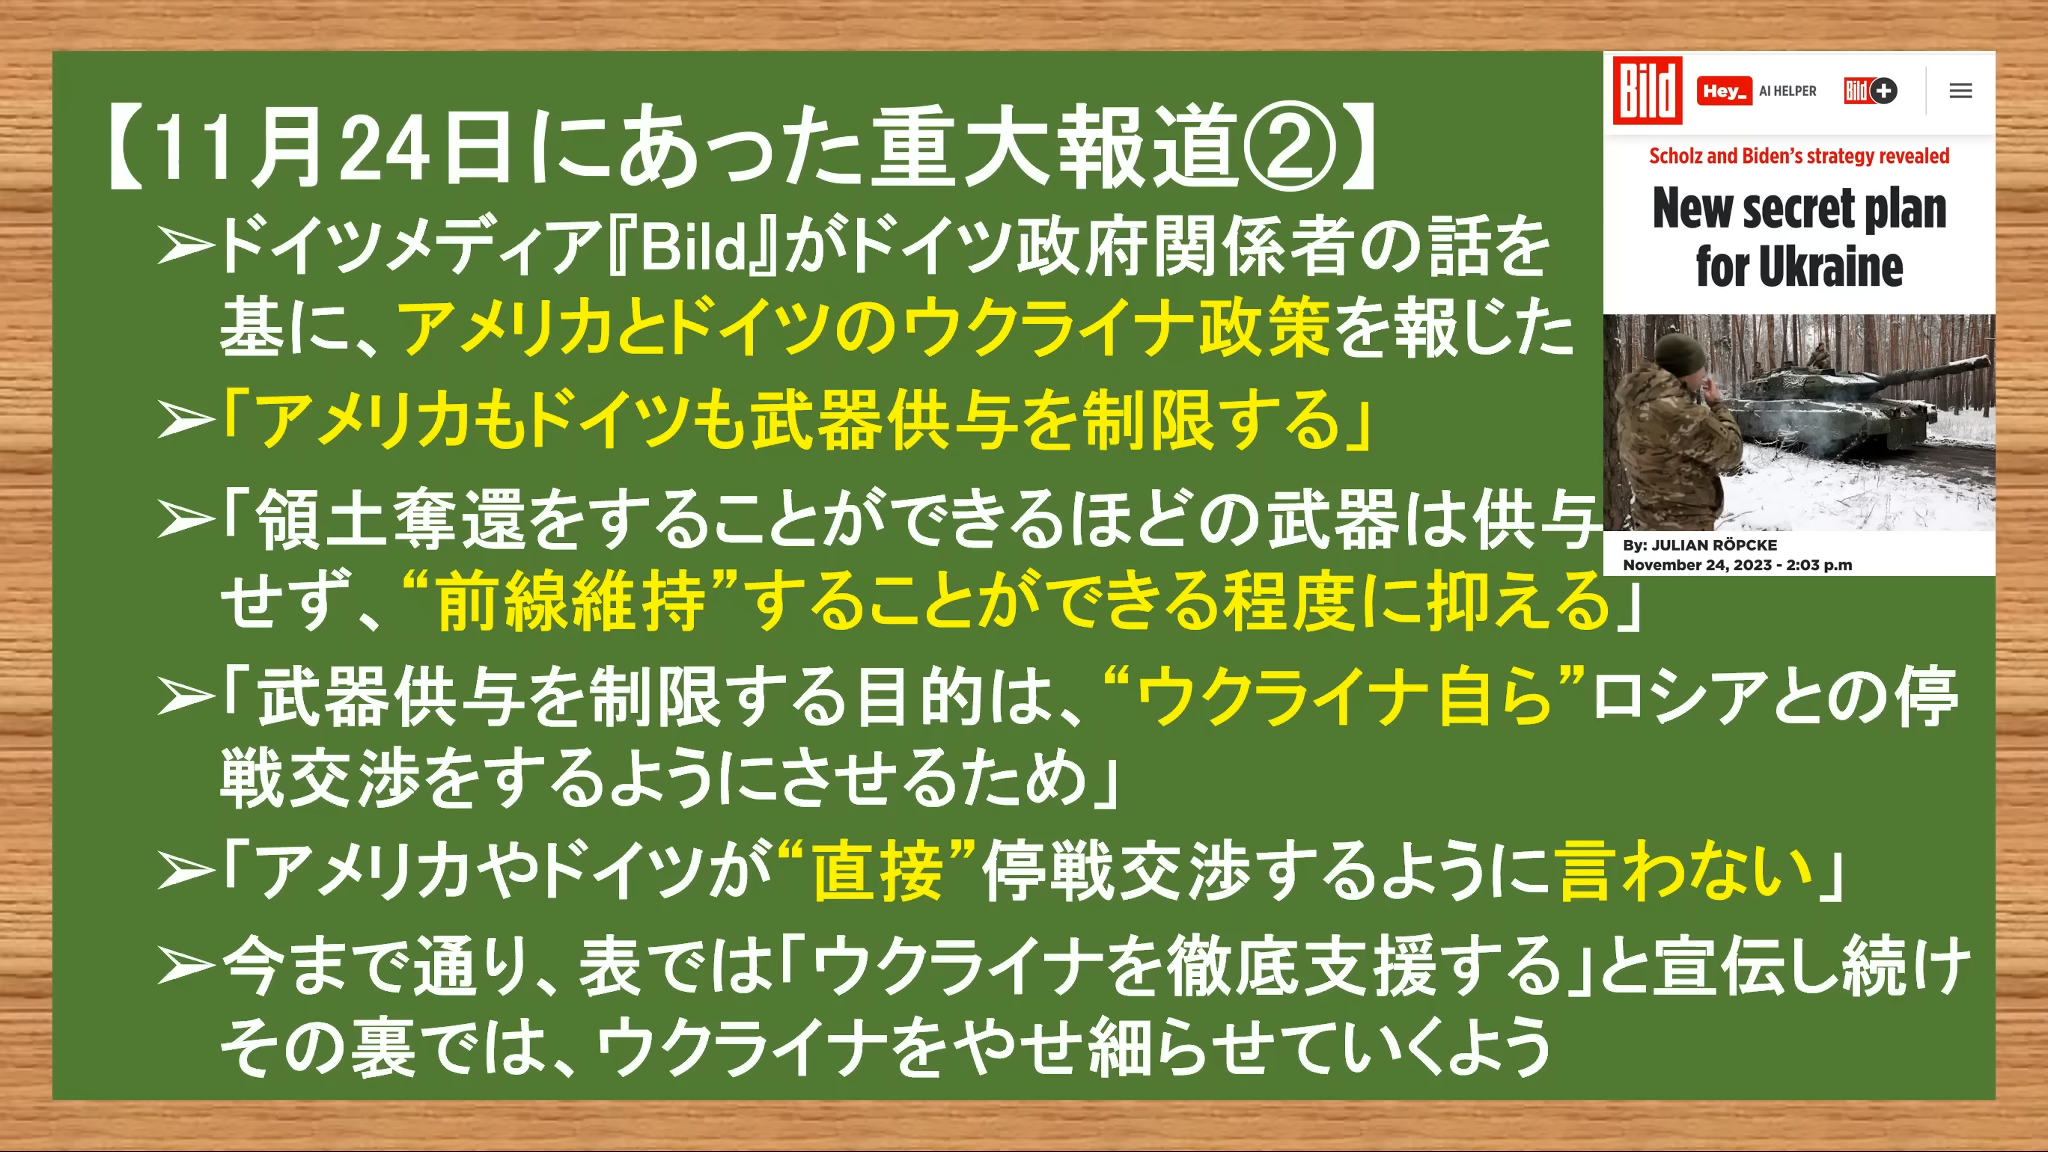 【11月24日にあった重大報道②】
➢ドイツメディア『Bild』がドイツ政府関係者の話を
基に、アメリカとドイツのウクライナ政策を報じた
➢「アメリカもドイツも武器供与を制限する」
➢「領土奪還をすることができるほどの武器は供与
せず、“前線維持”することができる程度に抑える」
➢「武器供与を制限する目的は、“ウクライナ自ら”ロシアとの停
戦交渉をするようにさせるため」
➢「アメリカやドイツが“直接”停戦交渉するように言わない」
➢今まで通り、表では「ウクライナを徹底支援する」と宣伝し続け
その裏では、ウクライナをやせ細らせていくよう
Bild Hey_ AI HELPER Bild+
Scholz and Biden's strategy revealed
New secret plan
for Ukraine
By: JULIAN RÖPCKE
November 24, 2023 - 2:03 p.m